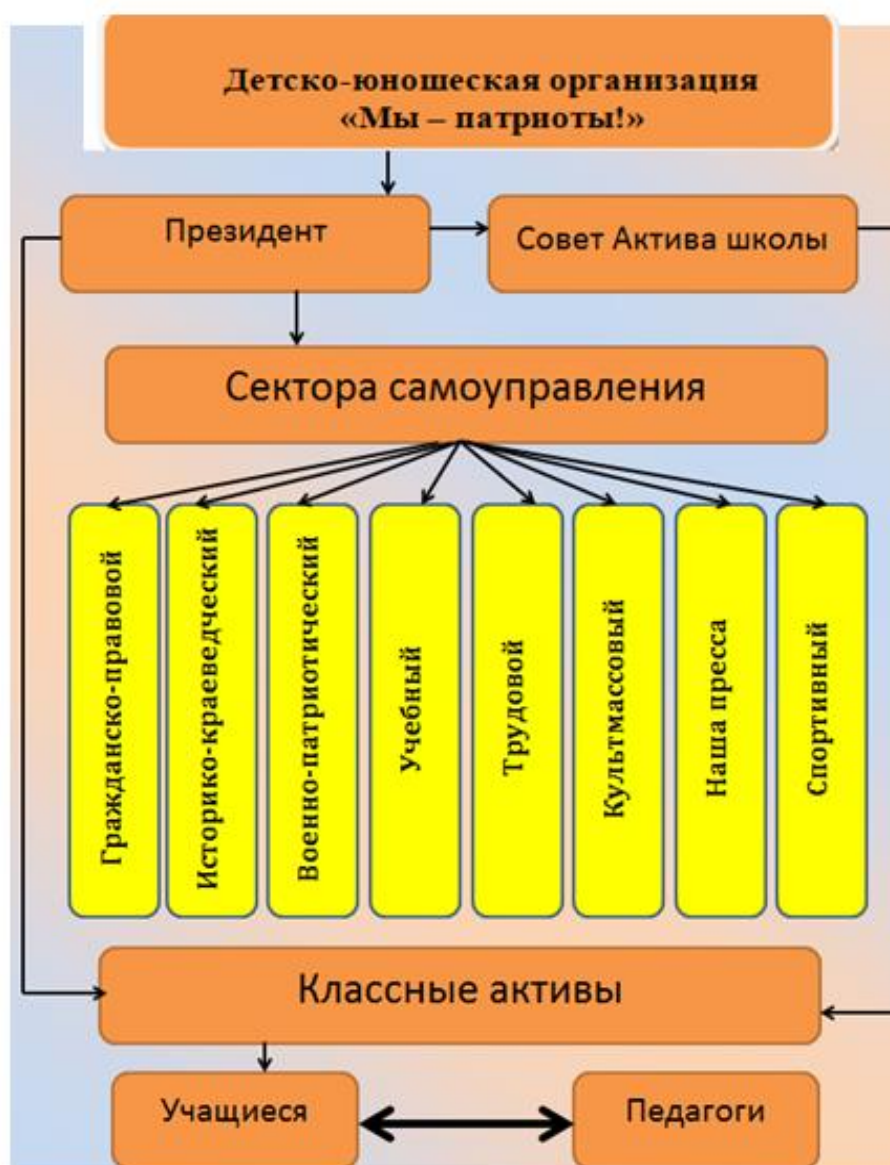 Детско-юношеская организация
«Мы – патриоты!»
Президент
Совет Актива школы
Сектора самоуправления
Гражданско-правовой
Историко-краеведческий
Военно-патриотический
Учебный
Трудовой
Культмассовый
Наша пресса
Спортивный
Классные активы
Учащиеся
Педагоги